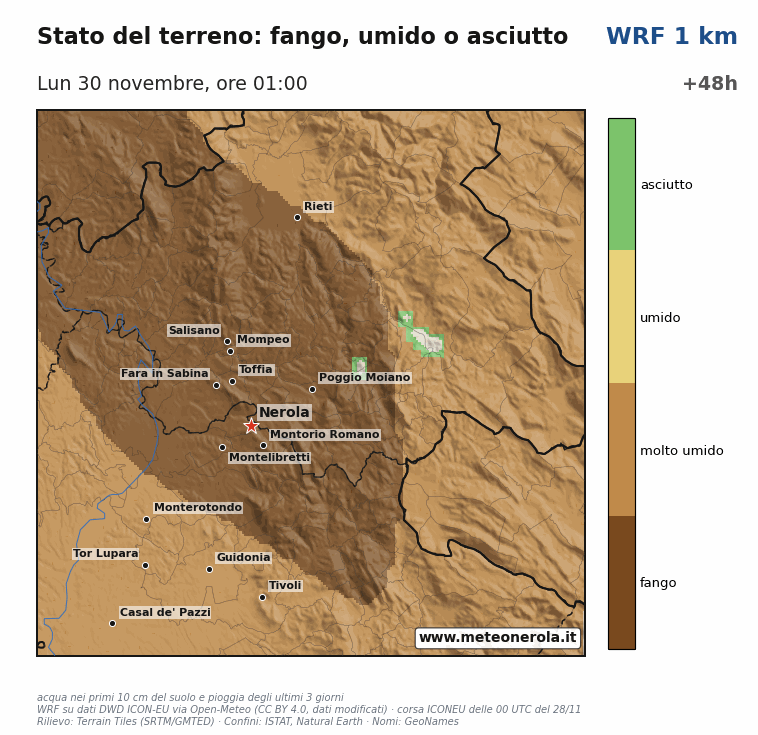 Stato del terreno: fango, umido o asciutto
WRF 1 km
Lun 30 novembre, ore 01:00
+48h
asciutto
umido
molto umido
fango
Rieti
Salisano
Mompeo
Toffia
Fara in Sabina
Poggio Moiano
Nerola
Montorio Romano
Montelibretti
Monterotondo
Tor Lupara
Guidonia
Tivoli
Casal de' Pazzi
www.meteonerola.it
acqua nei primi 10 cm del suolo e pioggia degli ultimi 3 giorni
WRF su dati DWD ICON-EU via Open-Meteo (CC BY 4.0, dati modificati) · corsa ICONEU delle 00 UTC del 28/11
Rilievo: Terrain Tiles (SRTM/GMTED) · Confini: ISTAT, Natural Earth · Nomi: GeoNames